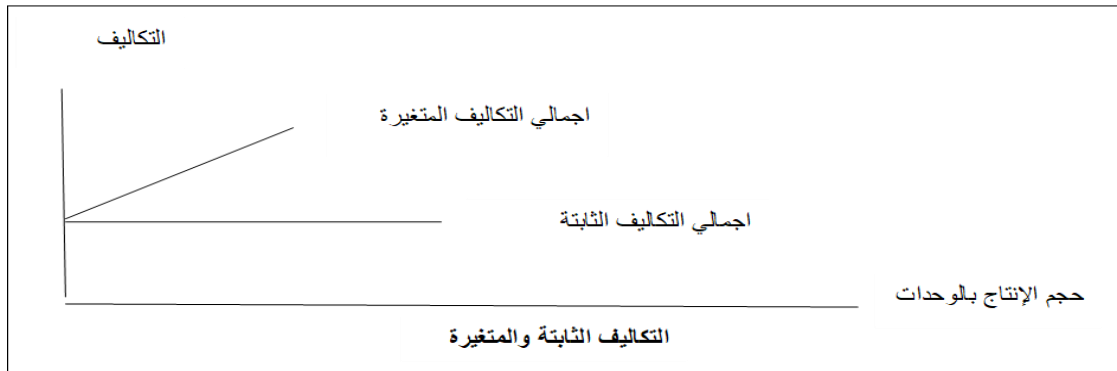 التكاليف
اجمالي التكاليف المتغيرة
اجمالي التكاليف الثابتة
حجم الإنتاج بالوحدات
التكاليف الثابتة والمتغيرة